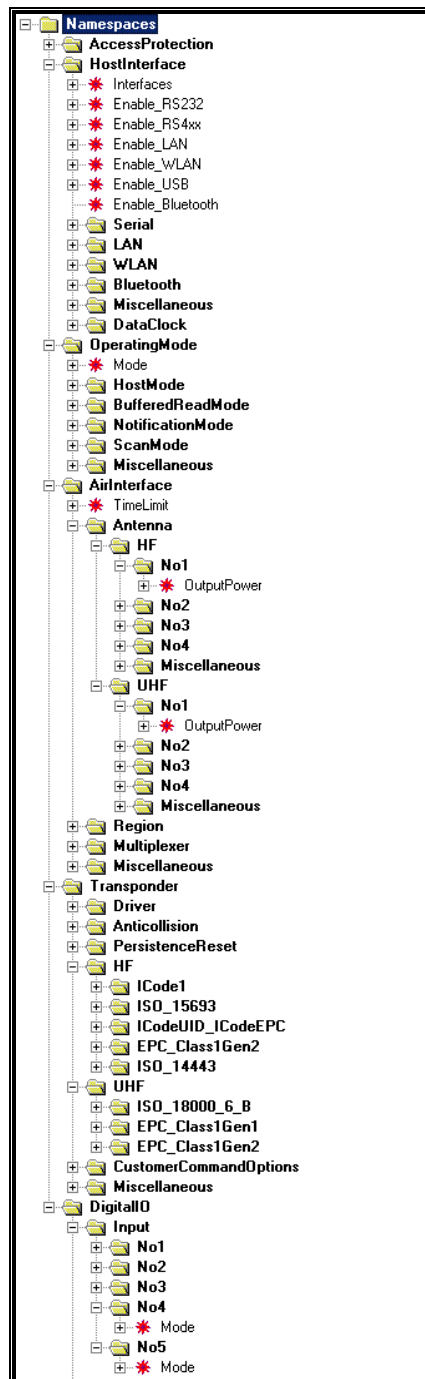 Namespaces
AccessProtection
HostInterface
Interfaces
Enable_RS232
Enable_RS4xx
Enable_LAN
Enable_WLAN
Enable_USB
Enable_Bluetooth
Serial
LAN
WLAN
Bluetooth
Miscellaneous
DataClock
OperatingMode
Mode
HostMode
BufferedReadMode
NotificationMode
ScanMode
Miscellaneous
AirInterface
TimeLimit
Antenna
HF
No1
OutputPower
No2
No3
No4
Miscellaneous
UHF
No1
OutputPower
No2
No3
No4
Miscellaneous
Region
Multiplexer
Miscellaneous
Transponder
Driver
Anticollision
PersistenceReset
HF
ICode1
ISO_15693
ICodeUID_ICodeEPC
EPC_Class1Gen2
ISO_14443
UHF
ISO_18000_6_B
EPC_Class1Gen1
EPC_Class1Gen2
CustomerCommandOptions
Miscellaneous
DigitalIO
Input
No1
No2
No3
No4
Mode
No5
Mode